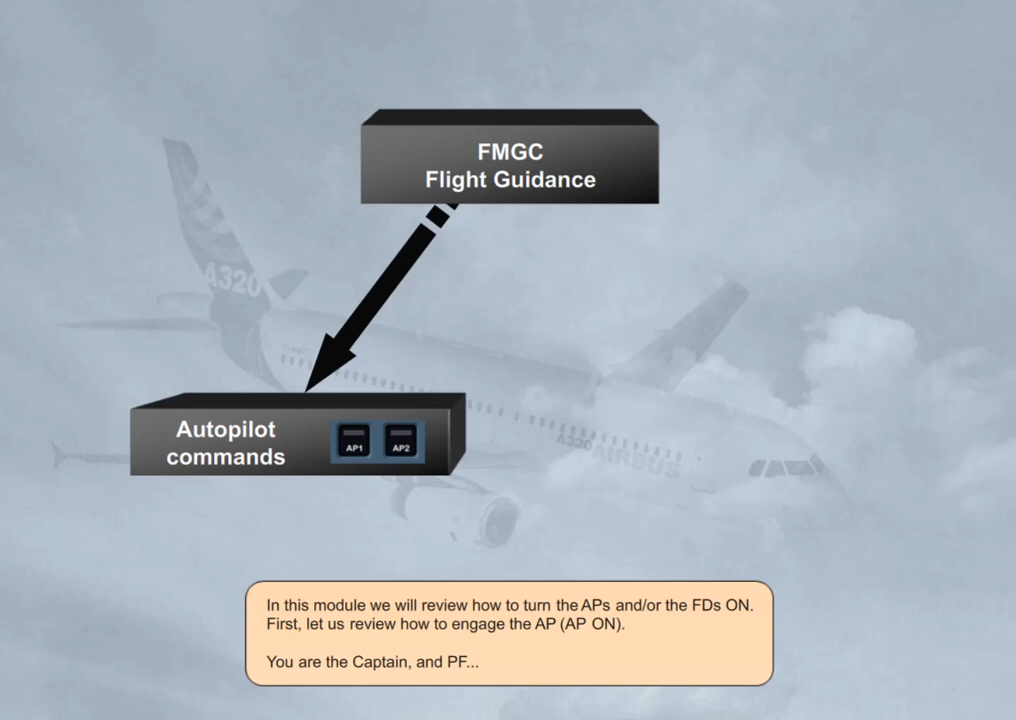 FMGC
Flight Guidance
A320
Autopilot
commands
AP1 AP2
A320 AIRBUS
In this module we will review how to turn the APs and/or the FDs ON.
First, let us review how to engage the AP (AP ON).
You are the Captain, and PF...